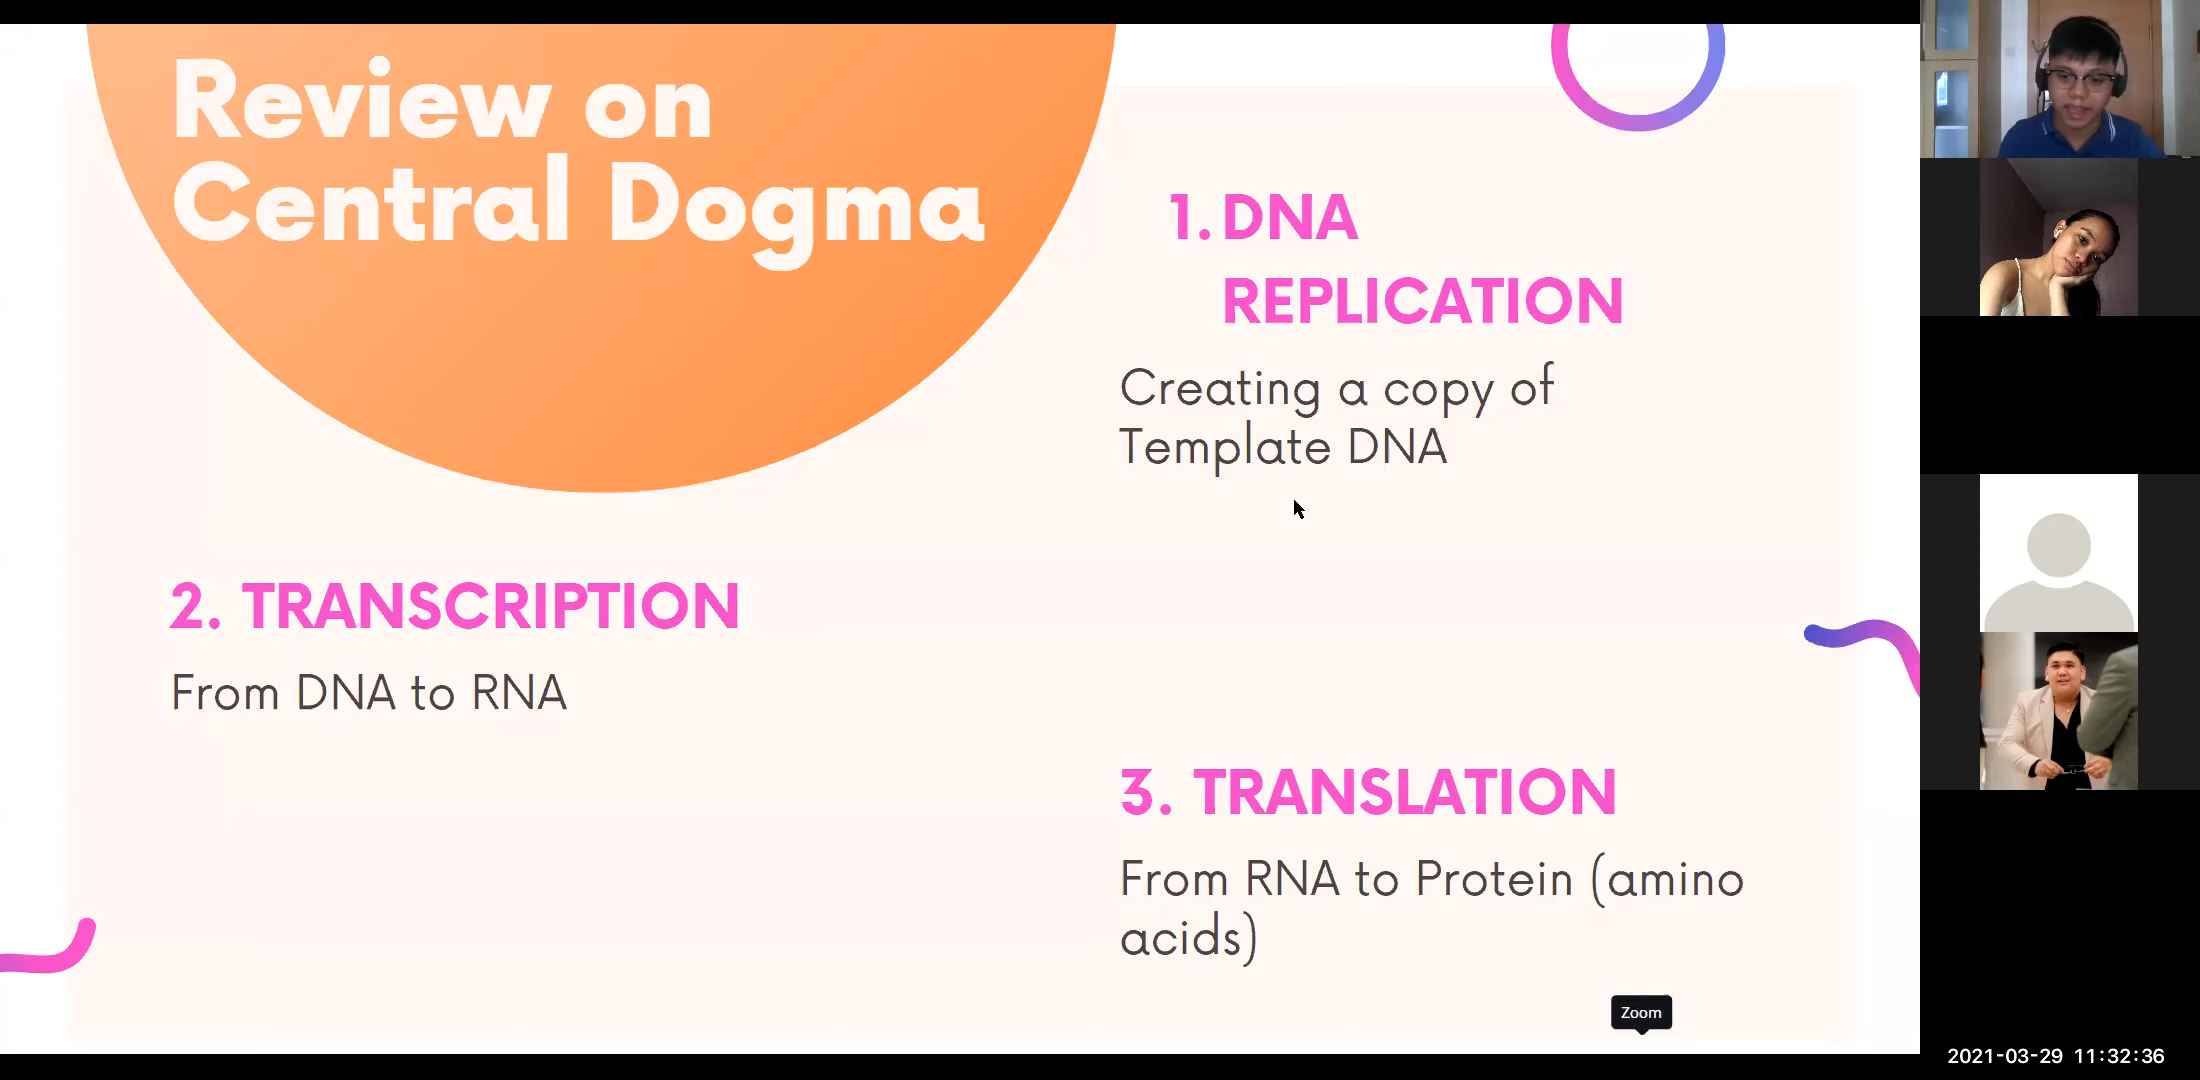 Review on
Central Dogma
1. DNA
REPLICATION
Creating a copy of
Template DNA
2. TRANSCRIPTION
From DNA to RNA
3. TRANSLATION
From RNA to Protein (amino
acids)
Zoom
2021-03-29 11:32:36